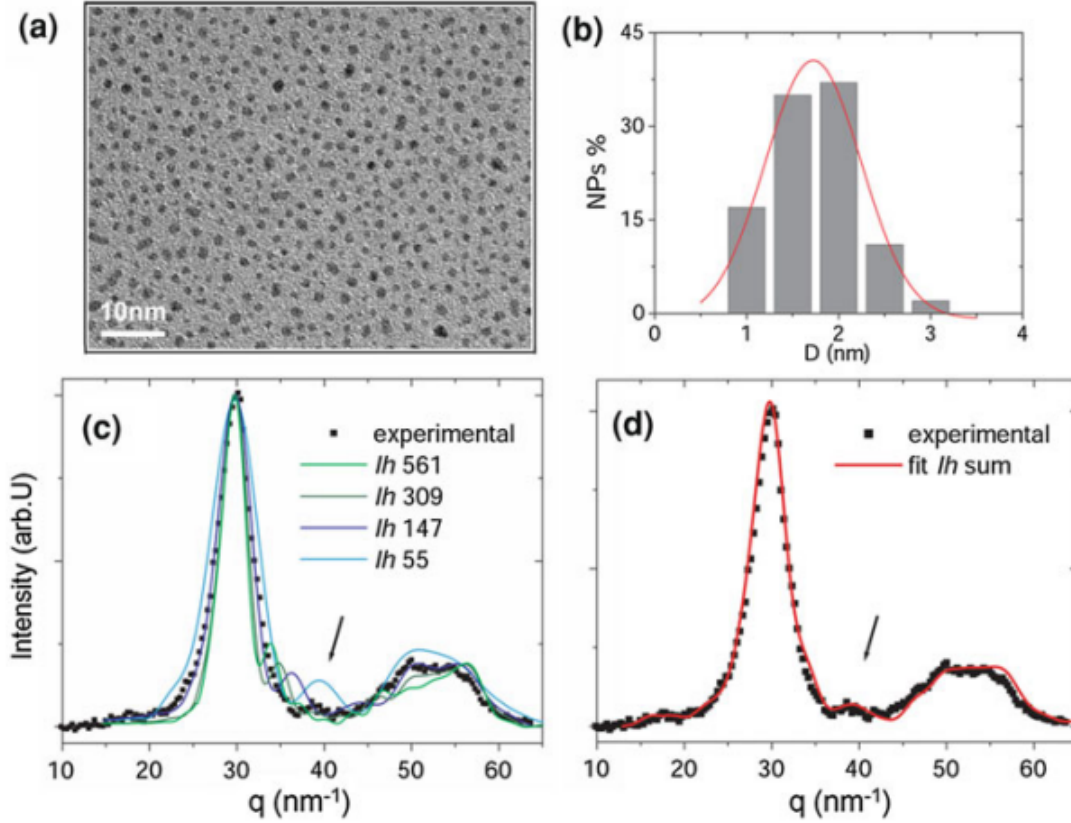 (a)
10nm
(b)
45
30
15
0
NPs %
0
1
2
3
4
D (nm)
(c)
experimental
Ih 561
Ih 309
Ih 147
Ih 55
Intensity (arb.U)
10
20
30
40
50
60
q (nm⁻¹)
(d)
experimental
fit Ih sum
10
20
30
40
50
60
q (nm⁻¹)